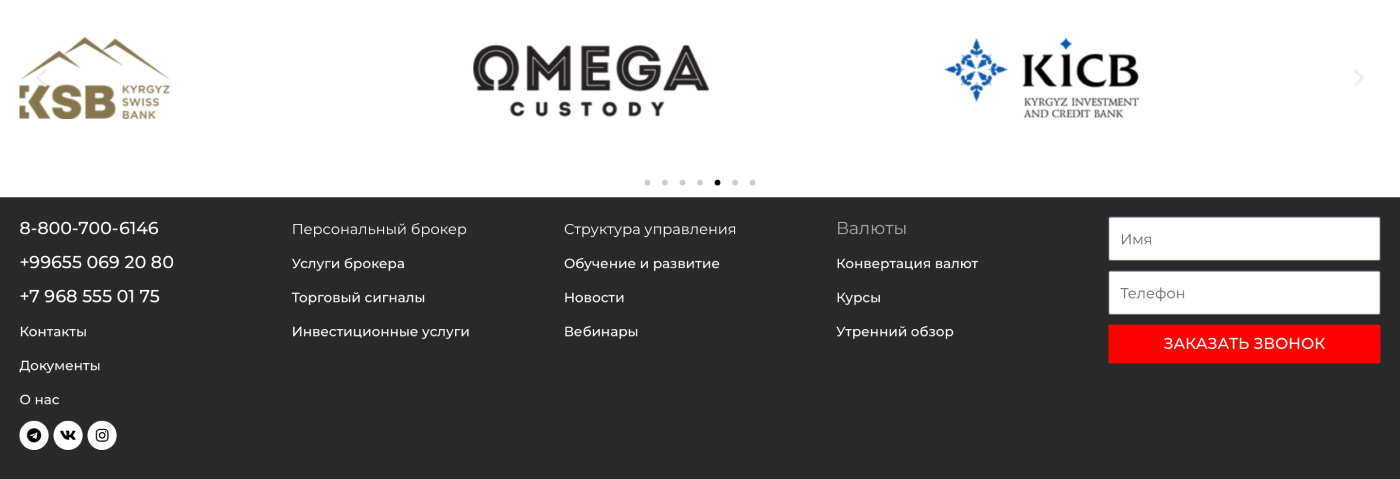 KSB KYRGYZ
SWISS
BANK
OMEGA
CUSTODY
KICB
KYRGYZ INVESTMENT
AND CREDIT BANK
8-800-700-6146
+99655 069 20 80
+7 968 555 01 75
Контакты
Документы
О нас
Персональный брокер
Услуги брокера
Торговый сигналы
Инвестиционные услуги
Структура управления
Обучение и развитие
Новости
Вебинары
Валюты
Конвертация валют
Курсы
Утренний обзор
Имя
Телефон
ЗАКАЗАТЬ ЗВОНОК